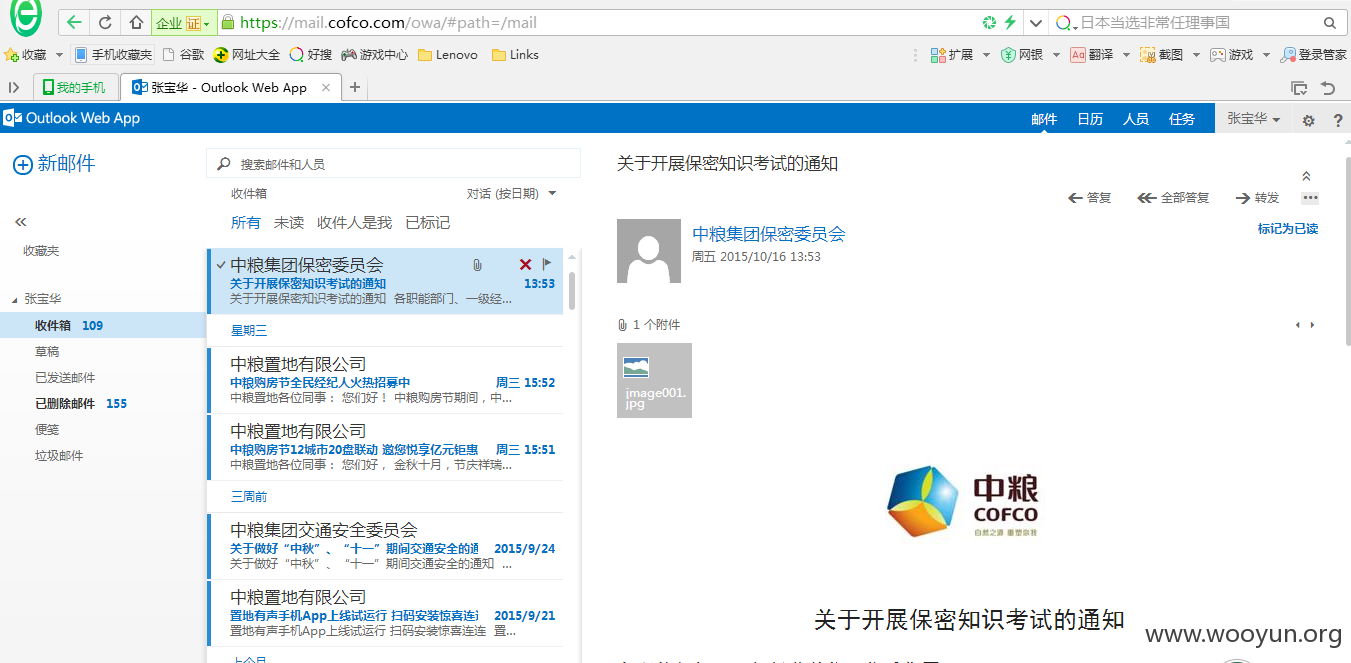 https://mail.cofco.com/owa/#path=/mail
企业 证
日本当选非常任理事国
收藏 手机收藏夹 谷歌 网址大全 好搜 游戏中心 Lenovo Links
扩展 网银 翻译 截图 游戏 登录管家
我的手机
张宝华 - Outlook Web App
Outlook Web App
邮件 日历 人员 任务 张宝华 ?
新邮件
收藏夹
张宝华
收件箱 109
草稿
已发送邮件
已删除邮件 155
便笺
垃圾邮件
搜索邮件和人员
收件箱 对话 (按日期)
所有 未读 收件人是我 已标记
中粮集团保密委员会
关于开展保密知识考试的通知 13:53
关于开展保密知识考试的通知 各职能部门、一级经...
星期三
中粮置地有限公司
中粮购房节全民经纪人火热招募中 周三 15:52
中粮置地各位同事： 您们好！ 中粮购房节期间，中...
中粮置地有限公司
中粮购房节12城市20盘联动 邀您悦享亿元钜惠 周三 15:51
中粮置地各位同事： 您们好， 金秋十月，节庆祥瑞...
三周前
中粮集团交通安全委员会
关于做好“中秋”、“十一”期间交通安全的通 2015/9/24
关于做好“中秋”、“十一”期间交通安全的通知 ...
中粮置地有限公司
置地有声手机App上线试运行 扫码安装惊喜连连 2015/9/21
置地有声手机App上线试运行 扫码安装惊喜连连 置...
上个月
关于开展保密知识考试的通知
答复 全部答复 转发 ...
标记为已读
中粮集团保密委员会
周五 2015/10/16 13:53
1 个附件
image001.
jpg
中粮
COFCO
自然之源 重塑你我
关于开展保密知识考试的通知
www.wooyun.org